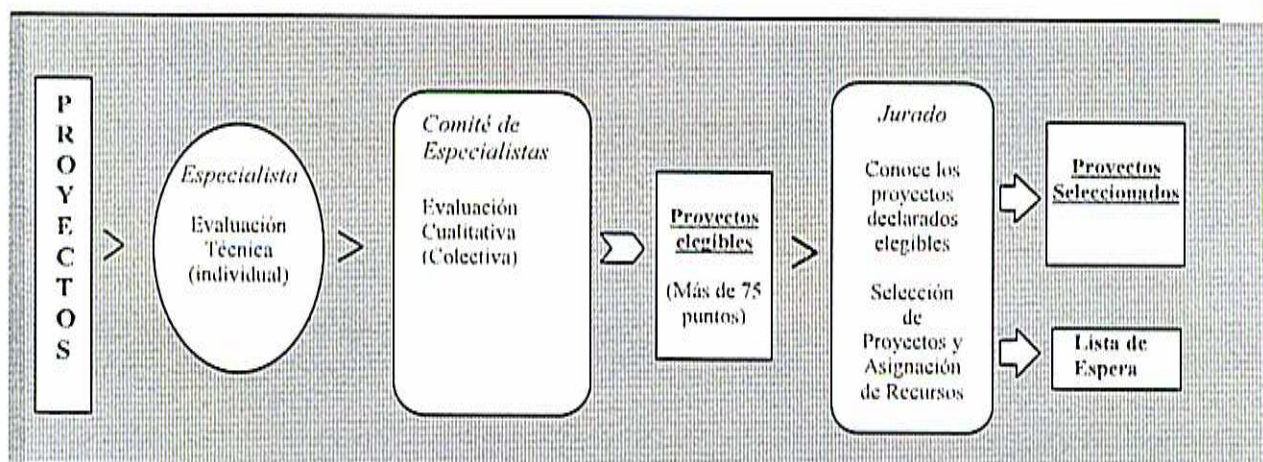 PROYECTOS
Especialista
Evaluación
Técnica
(individual)
Comité de
Especialistas
Evaluación
Cualitativa
(Colectiva)
Proyectos
elegibles
(Más de 75
puntos)
Jurado
Conoce los
proyectos
declarados
elegibles
Selección
de
Proyectos y
Asignación
de Recursos
Proyectos
Seleccionados
Lista de
Espera